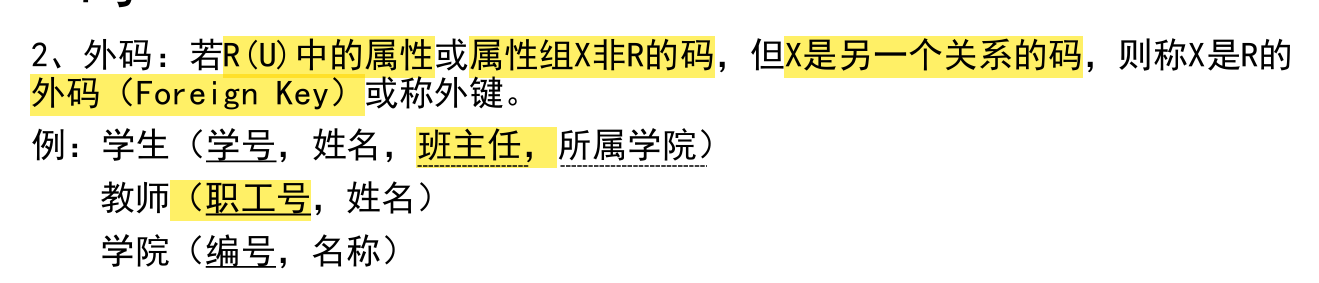 2、外码：若R(U)中的属性或属性组X非R的码，但X是另一个关系的码，则称X是R的
外码（Foreign Key）或称外键。
例：学生（学号，姓名，班主任，所属学院）
教师（职工号，姓名）
学院（编号，名称）